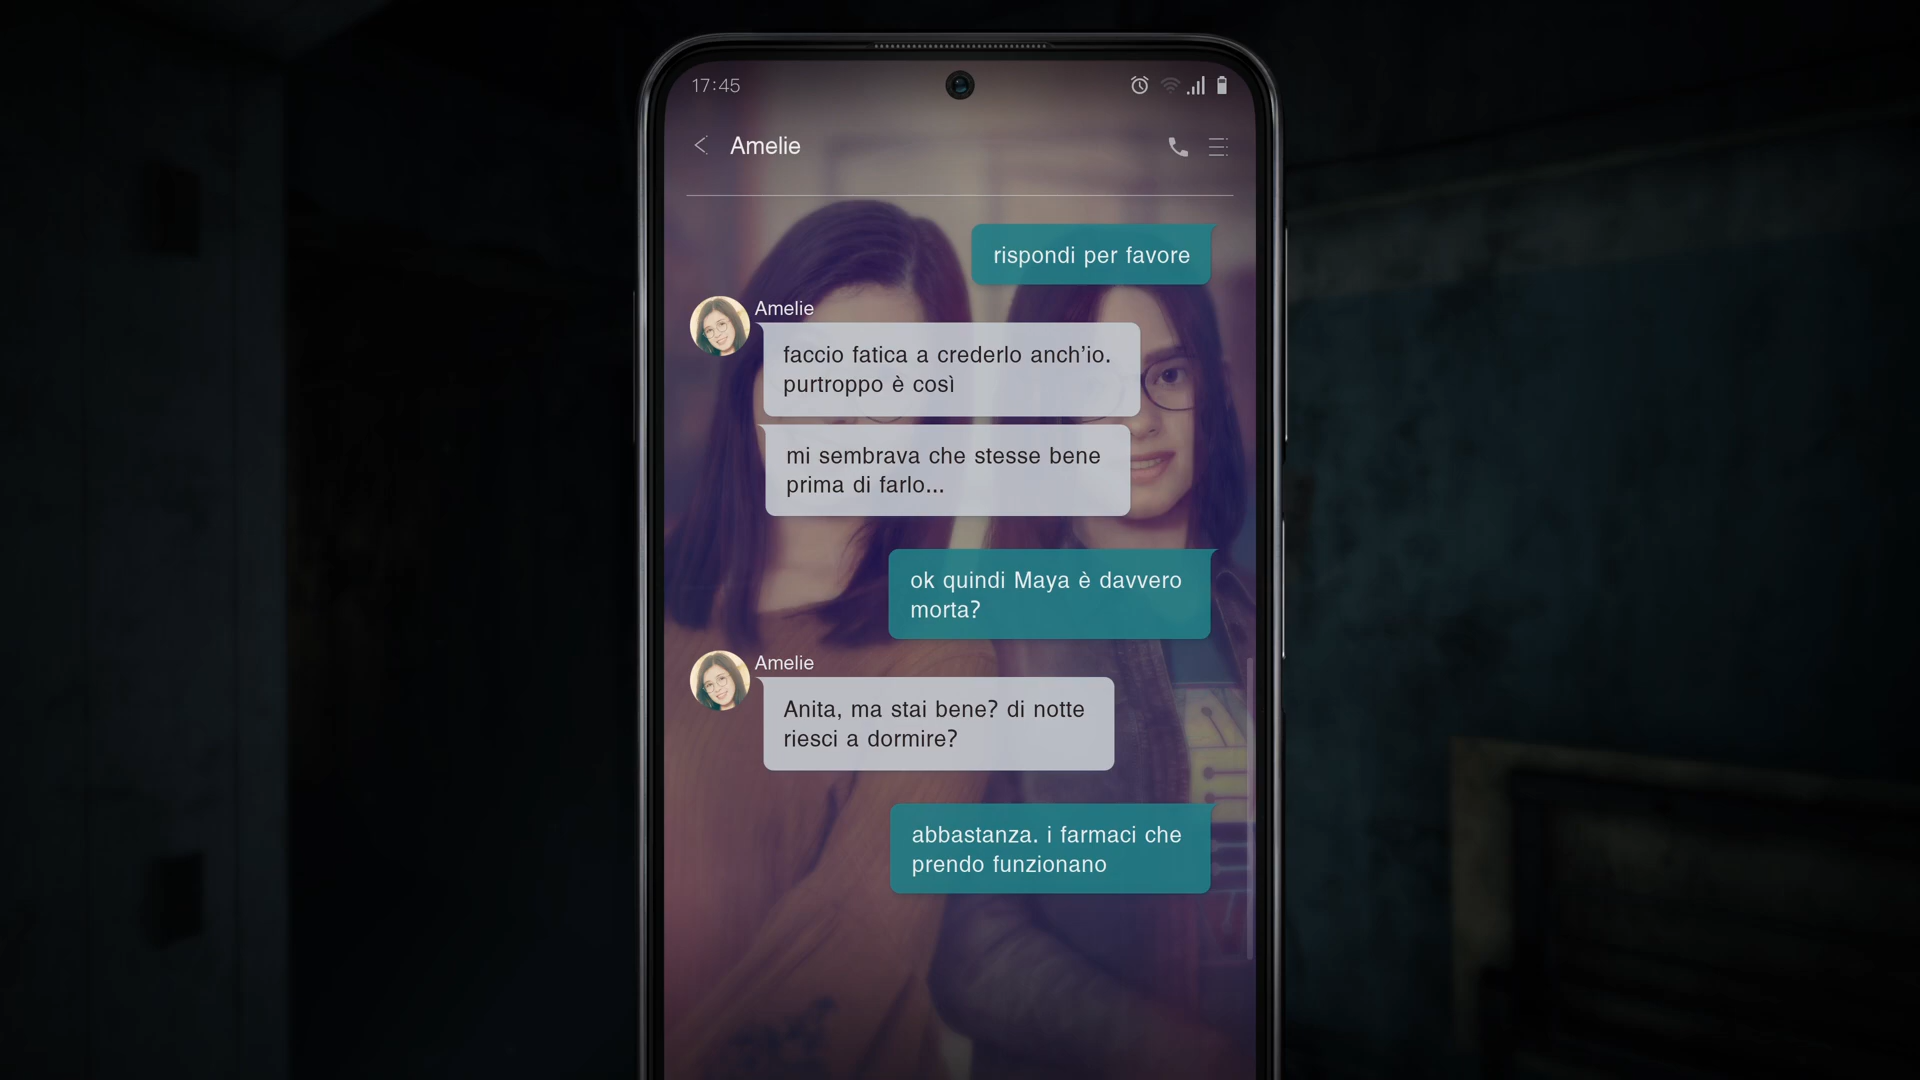 17:45
Amelie
rispondi per favore
Amelie
faccio fatica a crederlo anch'io.
purtroppo è così
mi sembrava che stesse bene
prima di farlo...
ok quindi Maya è davvero
morta?
Amelie
Anita, ma stai bene? di notte
riesci a dormire?
abbastanza. i farmaci che
prendo funzionano